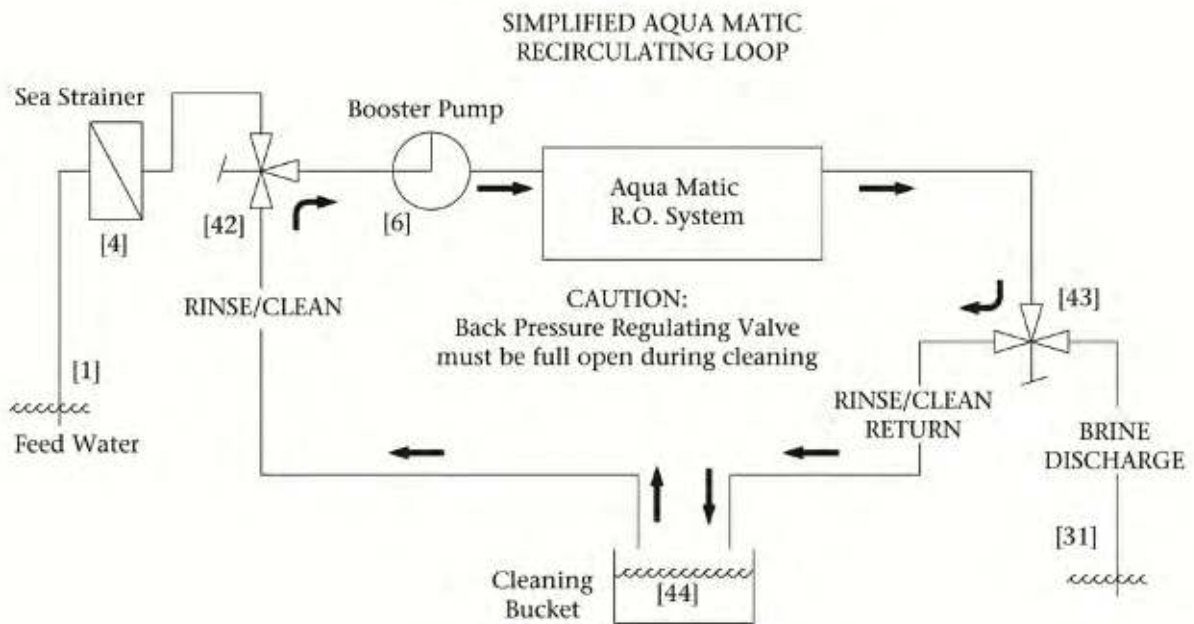 SIMPLIFIED AQUA MATIC
RECIRCULATING LOOP
Sea Strainer
Booster Pump
Aqua Matic
R.O. System
[4]
[42]
[6]
RINSE/CLEAN
CAUTION:
Back Pressure Regulating Valve
must be full open during cleaning
[43]
[1]
Feed Water
RINSE/CLEAN
RETURN
BRINE
DISCHARGE
[31]
Cleaning
Bucket
[44]